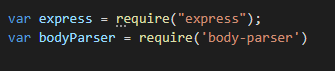 var express = require("express");
var bodyParser = require('body-parser')